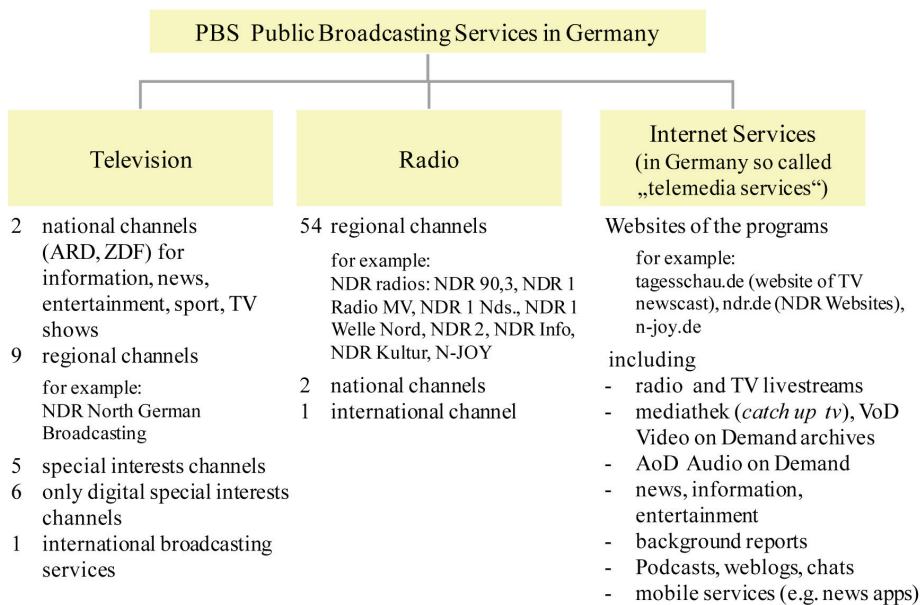 PBS Public Broadcasting Services in Germany
Television
2 national channels
(ARD, ZDF) for
information, news,
entertainment, sport, TV
shows
9 regional channels
for example:
NDR North German
Broadcasting
5 special interests channels
6 only digital special interests
channels
1 international broadcasting
services
Radio
54 regional channels
for example:
NDR radios: NDR 90,3, NDR 1
Radio MV, NDR 1 Nds., NDR 1
Welle Nord, NDR 2, NDR Info,
NDR Kultur, N-JOY
2 national channels
1 international channel
Internet Services
(in Germany so called
„telemedia services“)
Websites of the programs
for example:
tagesschau.de (website of TV
newscast), ndr.de (NDR Websites),
n-joy.de
including
- radio and TV livestreams
- mediathek (catch up tv), VoD
Video on Demand archives
- AoD Audio on Demand
- news, information,
entertainment
- background reports
- Podcasts, weblogs, chats
- mobile services (e.g. news apps)